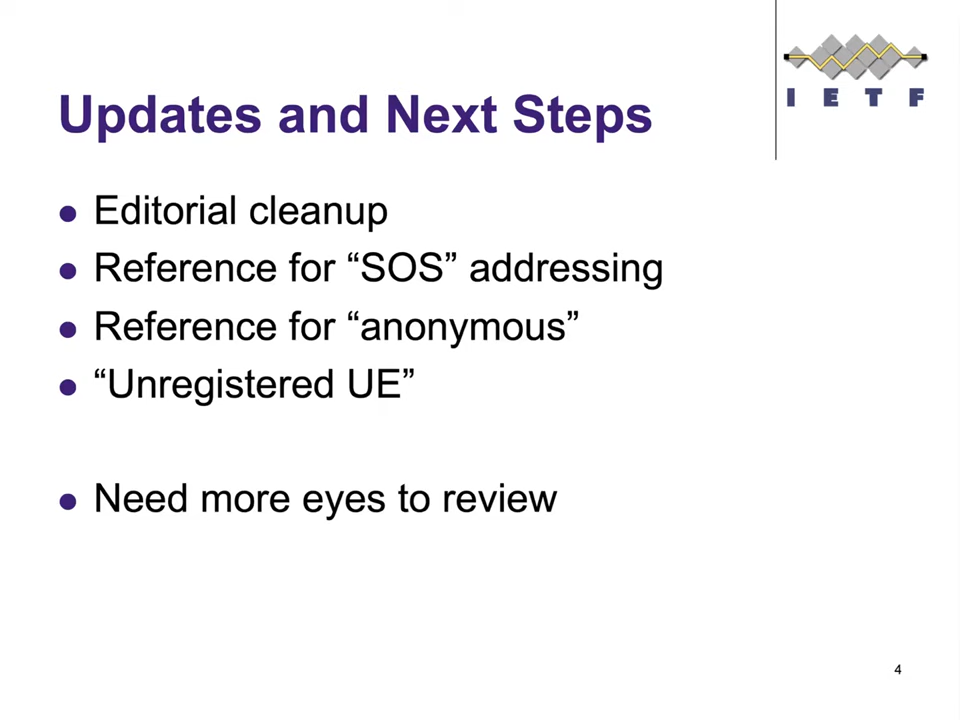 I E T F
Updates and Next Steps
● Editorial cleanup
● Reference for “SOS” addressing
● Reference for “anonymous”
● “Unregistered UE”
● Need more eyes to review
4